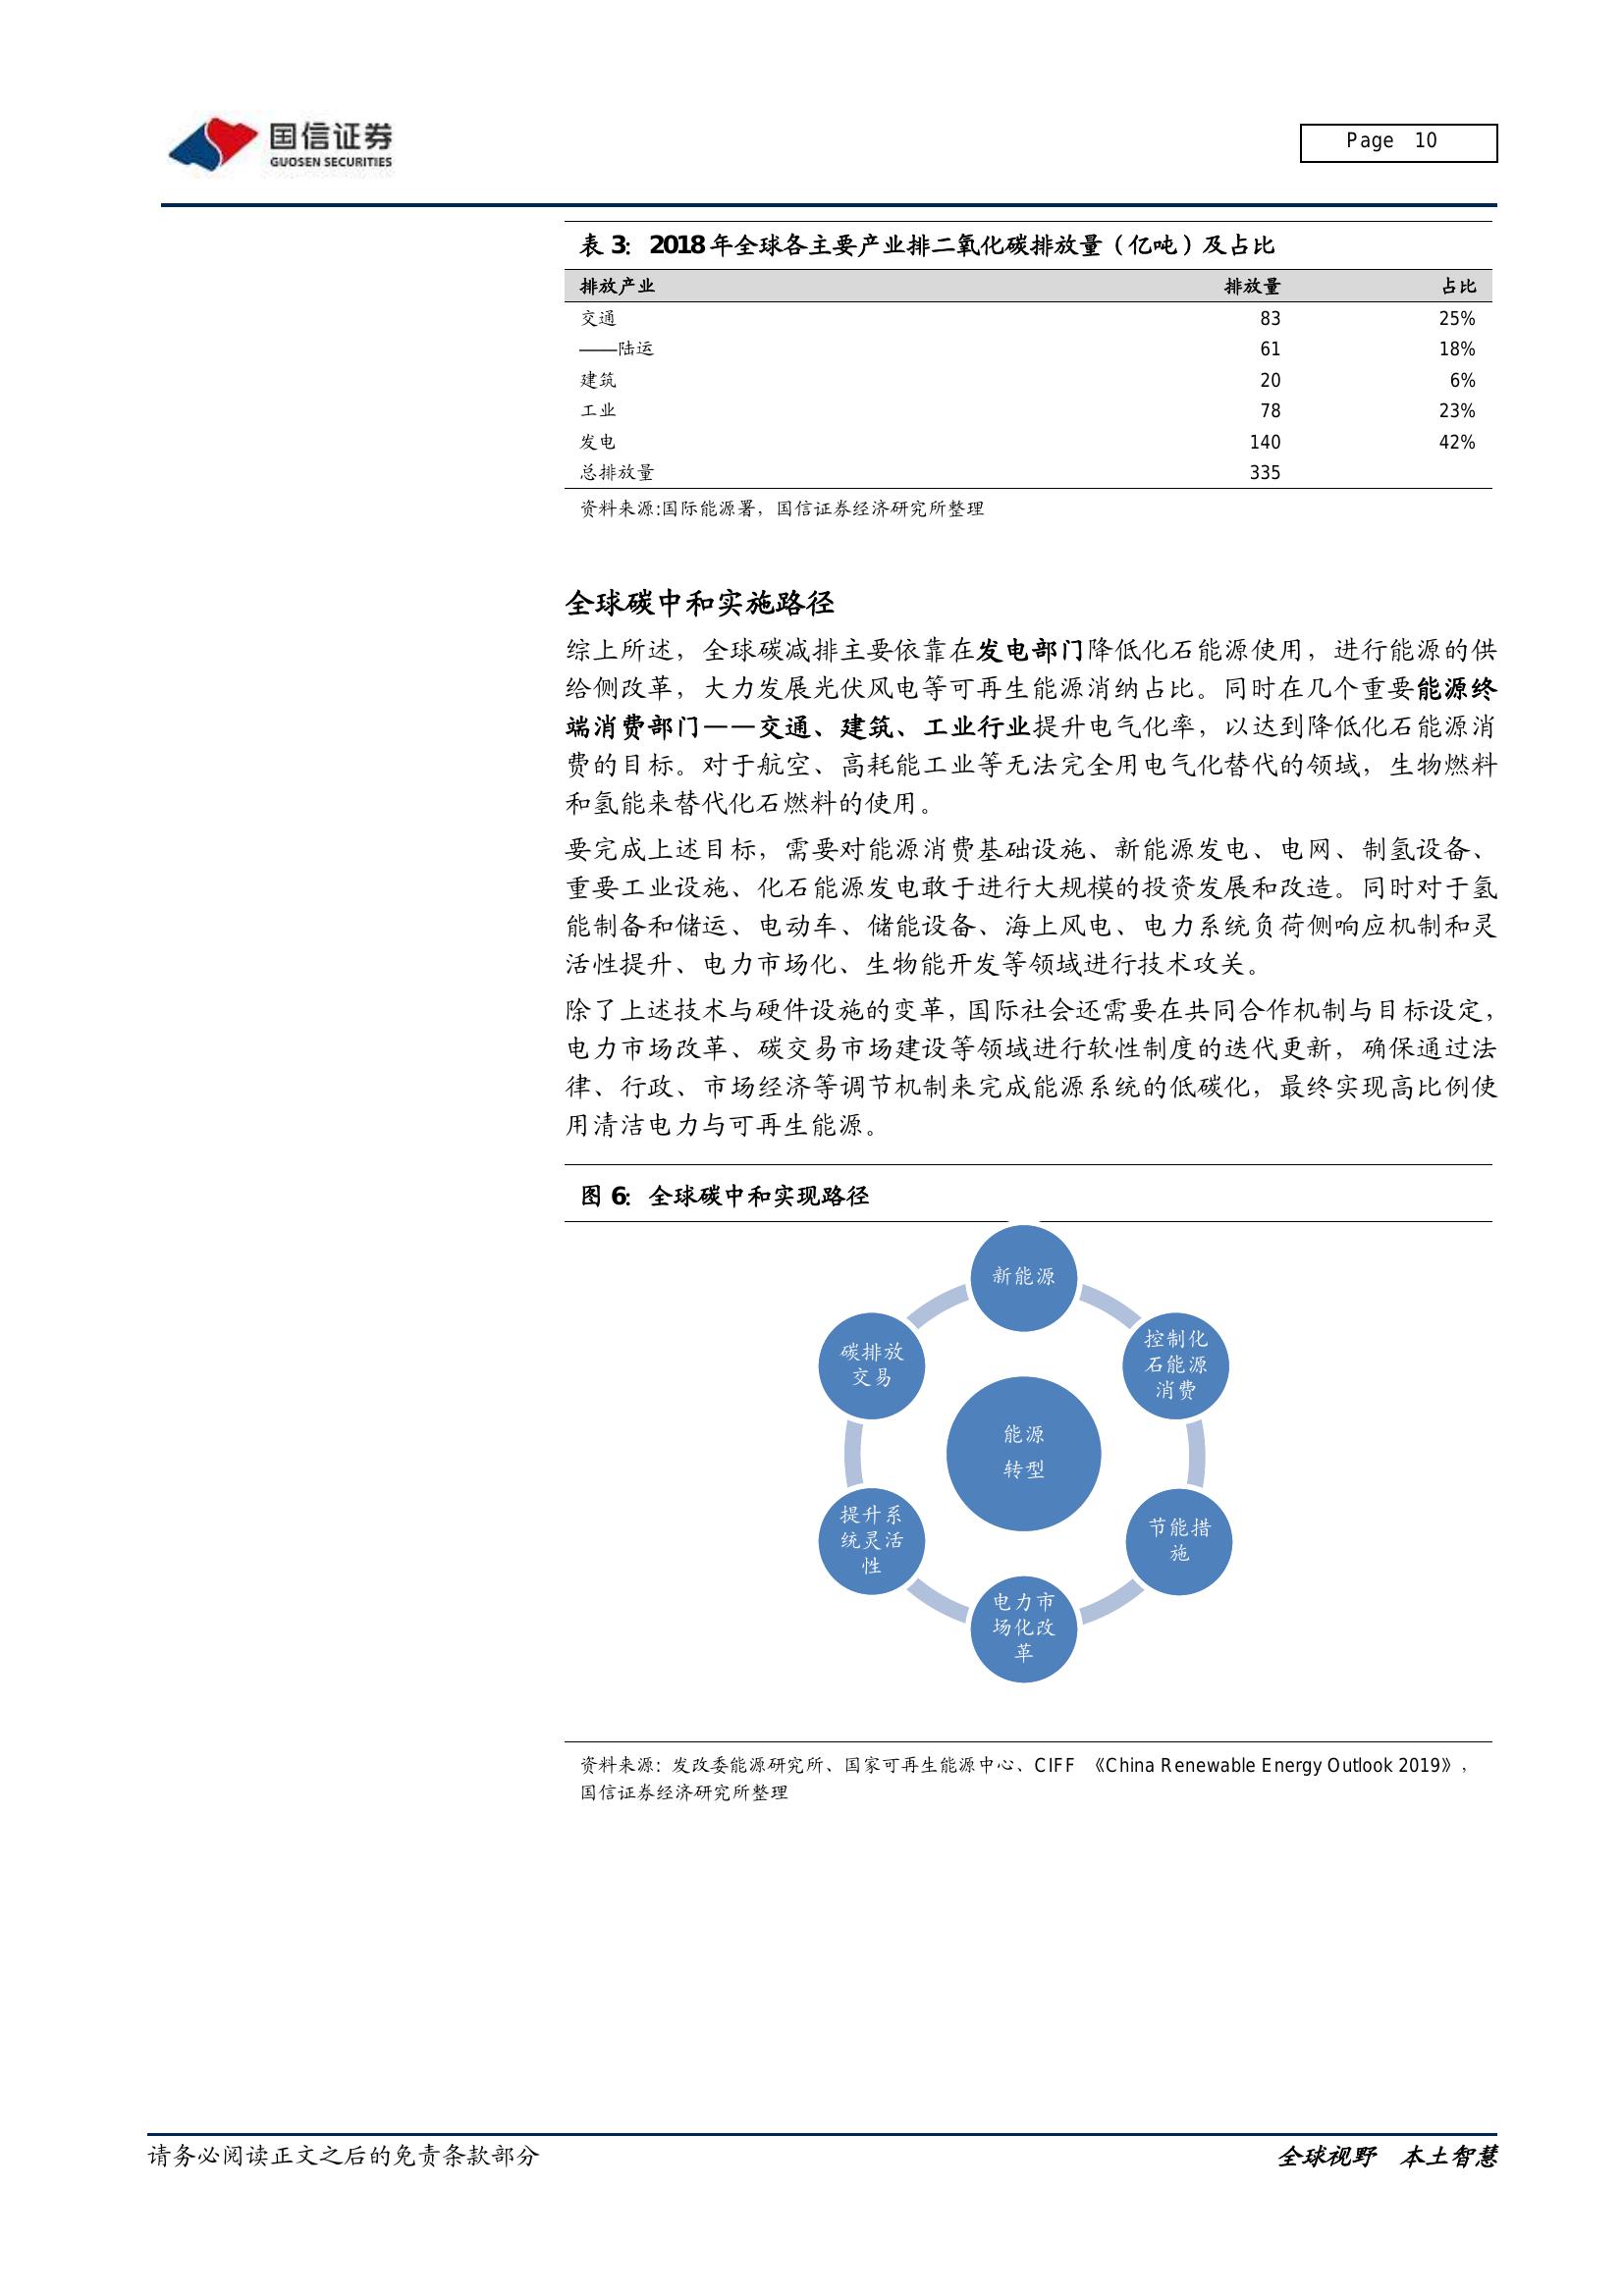 国信证券
GUOSEN SECURITIES
Page 10
表 3: 2018 年全球各主要产业排二氧化碳排放量（亿吨）及占比
排放产业 排放量 占比
交通 83 25%
——陆运 61 18%
建筑 20 6%
工业 78 23%
发电 140 42%
总排放量 335
资料来源:国际能源署，国信证券经济研究所整理
全球碳中和实施路径
综上所述，全球碳减排主要依靠在发电部门降低化石能源使用，进行能源的供
给侧改革，大力发展光伏风电等可再生能源消纳占比。同时在几个重要能源终
端消费部门——交通、建筑、工业行业提升电气化率，以达到降低化石能源消
费的目标。对于航空、高耗能工业等无法完全用电气化替代的领域，生物燃料
和氢能来替代化石燃料的使用。
要完成上述目标，需要对能源消费基础设施、新能源发电、电网、制氢设备、
重要工业设施、化石能源发电敢于进行大规模的投资发展和改造。同时对于氢
能制备和储运、电动车、储能设备、海上风电、电力系统负荷侧响应机制和灵
活性提升、电力市场化、生物能开发等领域进行技术攻关。
除了上述技术与硬件设施的变革，国际社会还需要在共同合作机制与目标设定，
电力市场改革、碳交易市场建设等领域进行软性制度的迭代更新，确保通过法
律、行政、市场经济等调节机制来完成能源系统的低碳化，最终实现高比例使
用清洁电力与可再生能源。
图 6: 全球碳中和实现路径
新能源
控制化
石能源
消费
节能措
施
电力市
场化改
革
提升系
统灵活
性
碳排放
交易
能源
转型
资料来源: 发改委能源研究所、国家可再生能源中心、CIFF 《China Renewable Energy Outlook 2019》,
国信证券经济研究所整理
请务必阅读正文之后的免责条款部分
全球视野 本土智慧